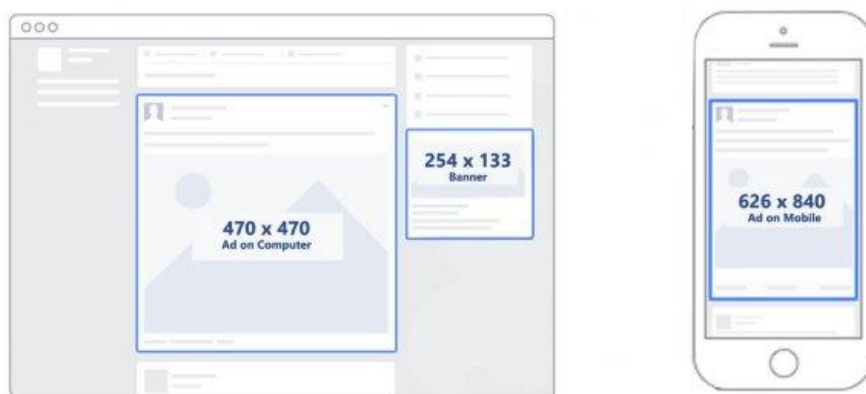 470 x 470
Ad on Computer
254 x 133
Banner
626 x 840
Ad on Mobile